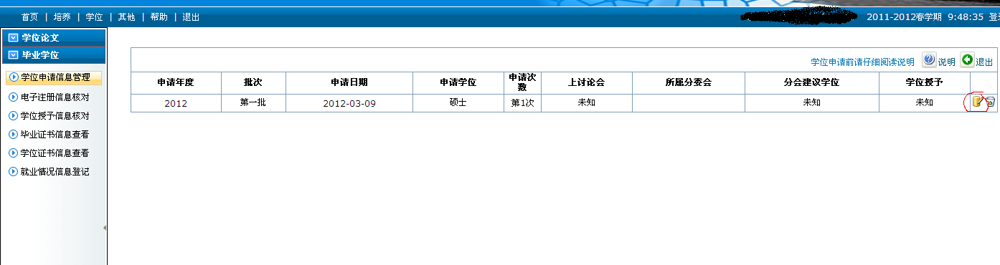 首页 | 培养 | 学位 | 其他 | 帮助 | 退出
2011-2012春学期 9:48:35
学位论文
毕业学位
学位申请信息管理
电子注册信息核对
学位授予信息核对
毕业证书信息查看
学位证书信息查看
就业情况信息登记
学位申请前请仔细阅读说明 说明 退出
申请年度 批次 申请日期 申请学位 申请次数 上讨论会 所属分委会 分会建议学位 学位授予
2012 第一批 2012-03-09 硕士 第1次 未知 未知 未知